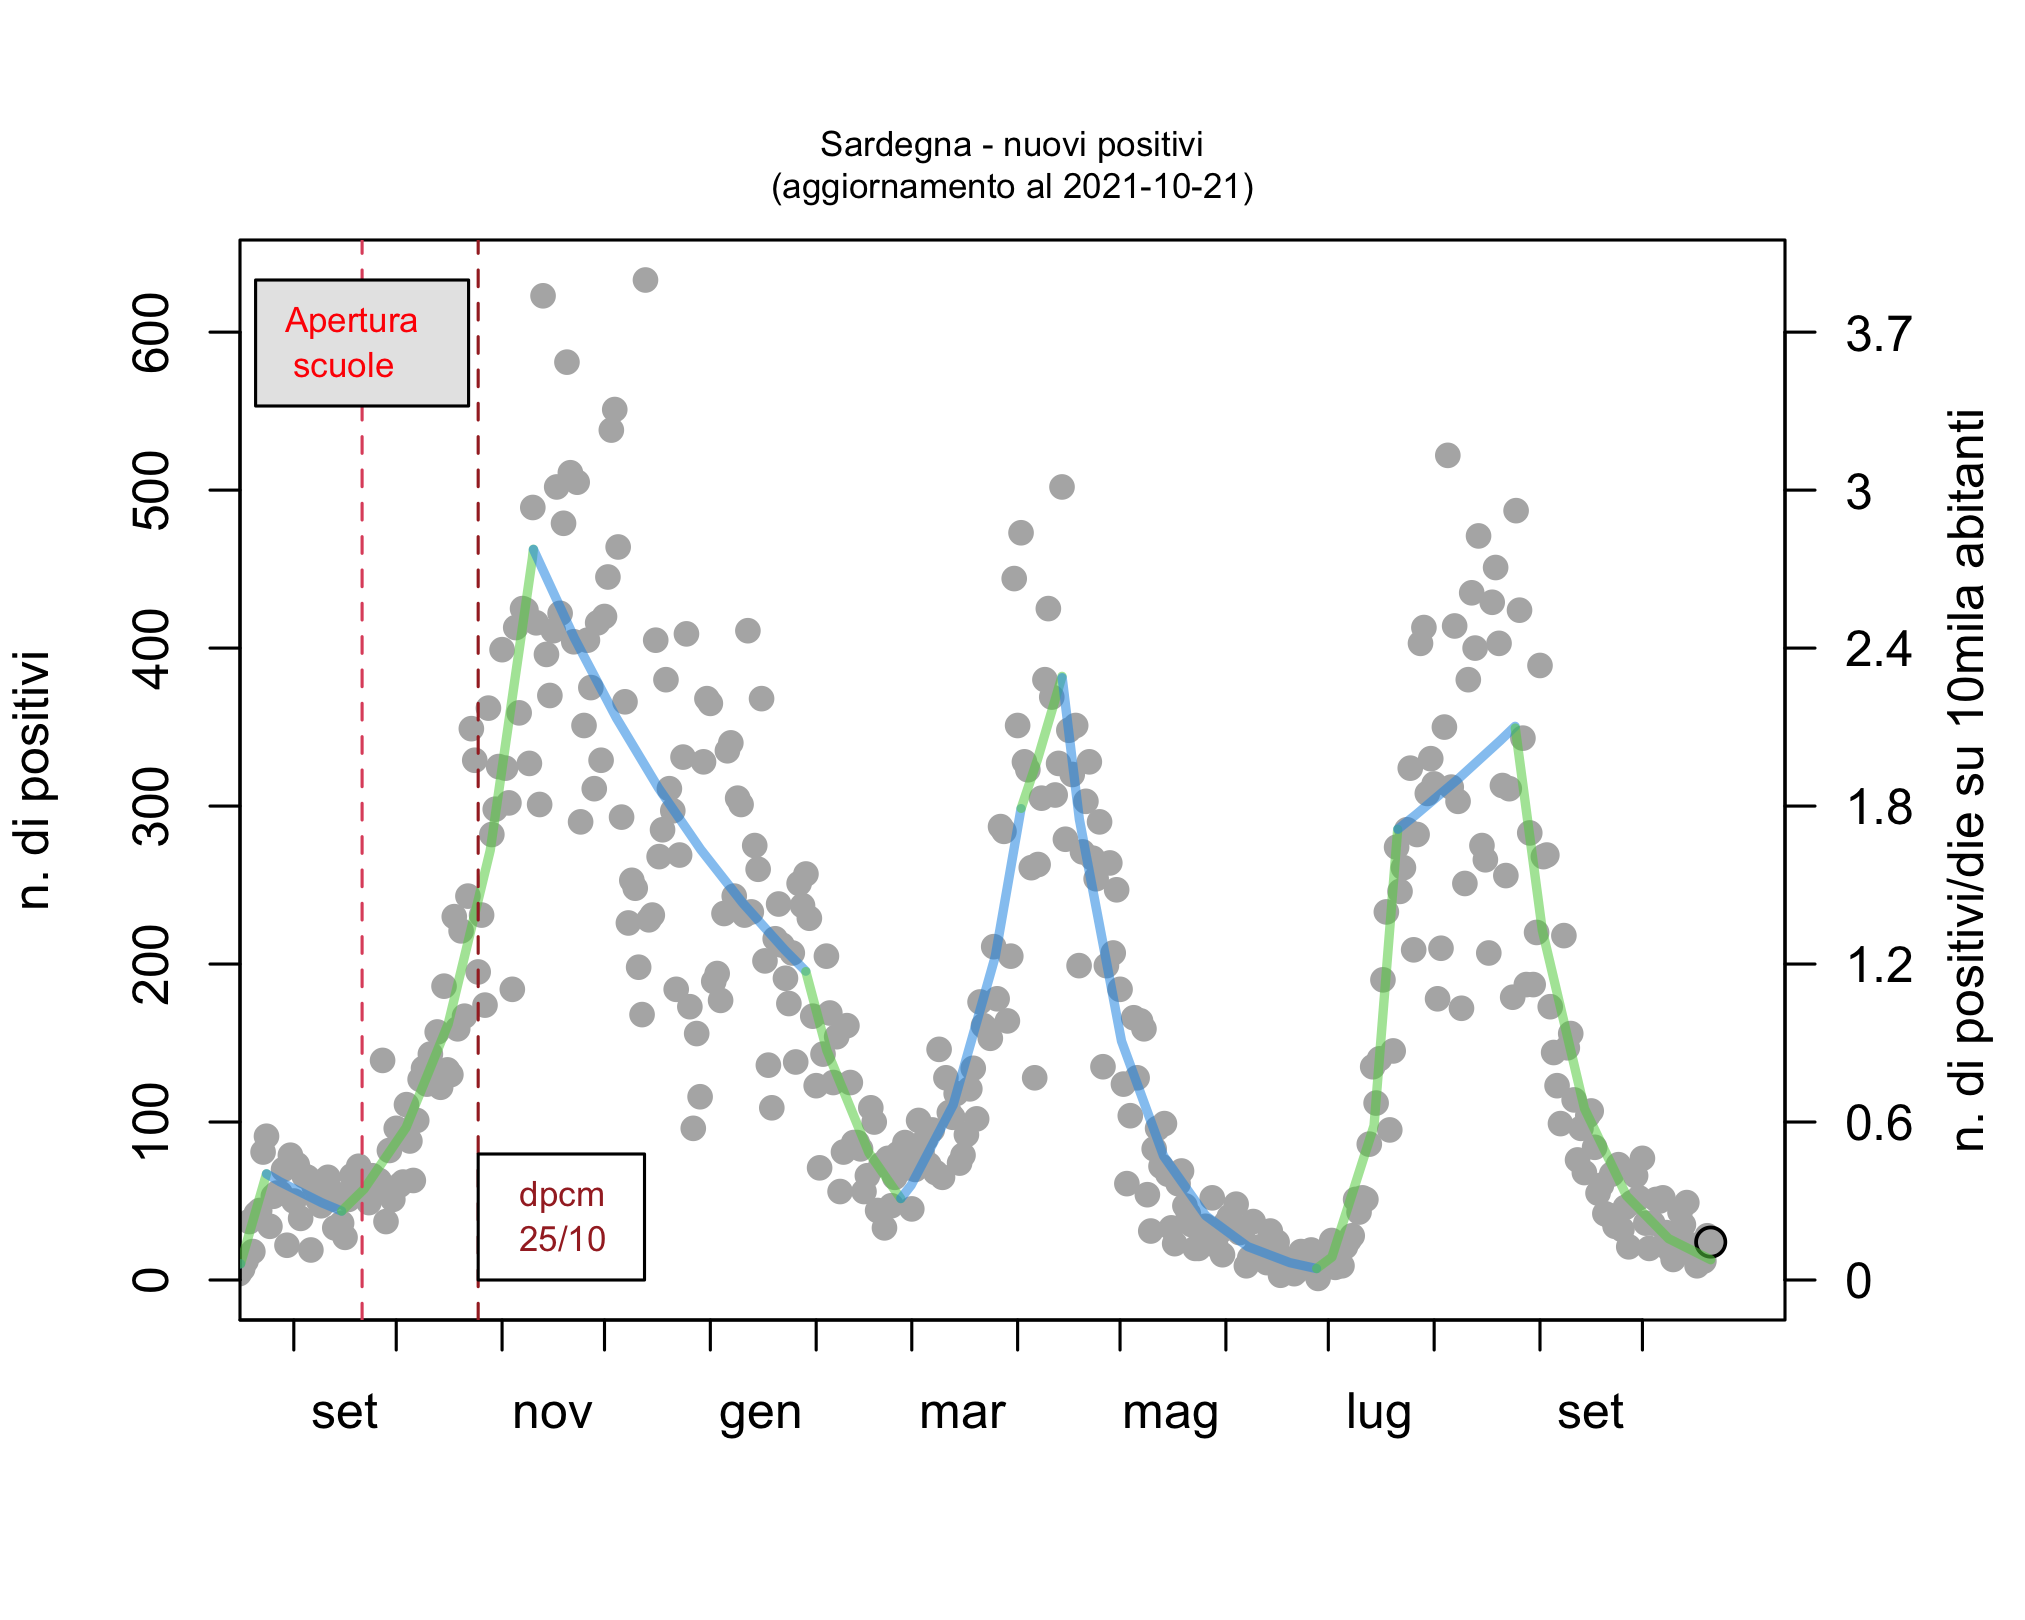 Sardegna - nuovi positivi
(aggiornamento al 2021-10-21)
Apertura
scuole
dpcm
25/10
n. di positivi
0
100
200
300
400
500
600
n. di positivi/die su 10mila abitanti
0
0.6
1.2
1.8
2.4
3
3.7
set
nov
gen
mar
mag
lug
set